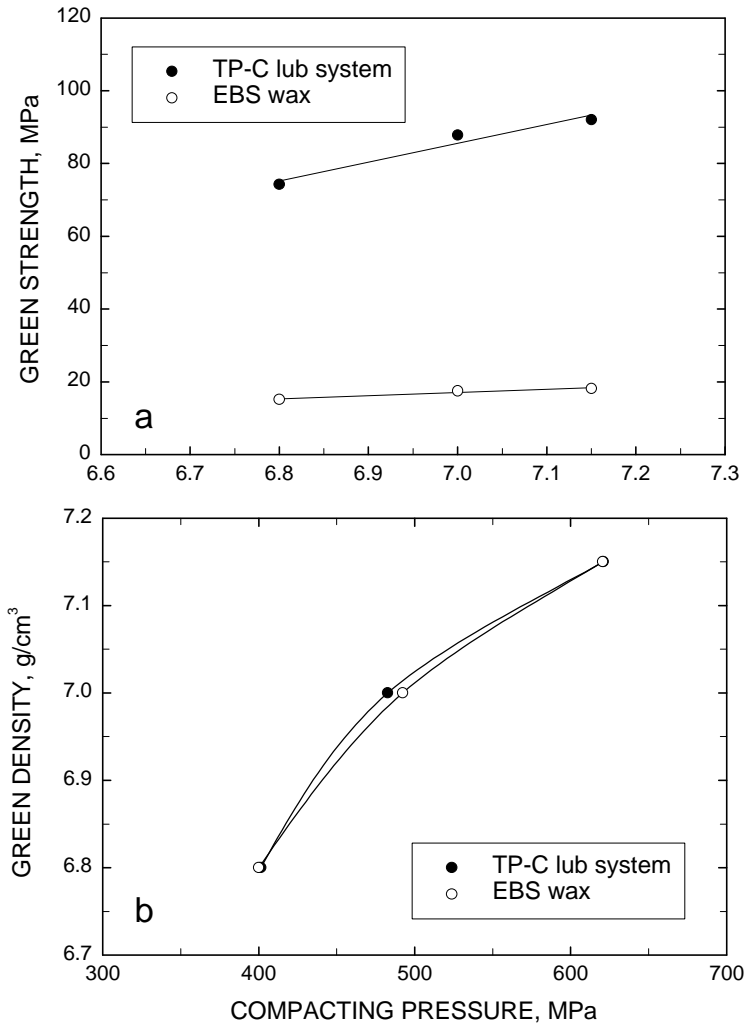 120
100
80
60
40
20
0
GREEN STRENGTH, MPa
TP-C lub system
EBS wax
a
6.6 6.7 6.8 6.9 7.0 7.1 7.2 7.3
7.2
7.1
7.0
6.9
6.8
6.7
GREEN DENSITY, g/cm³
TP-C lub system
EBS wax
b
300 400 500 600 700
COMPACTING PRESSURE, MPa